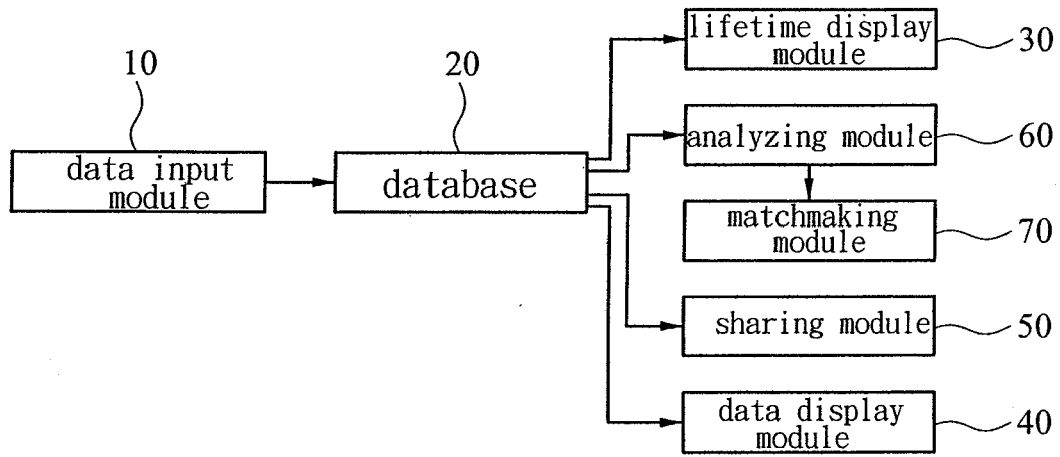 10
data input
module
20
database
lifetime display
module
30
analyzing module
60
matchmaking
module
70
sharing module
50
data display
module
40